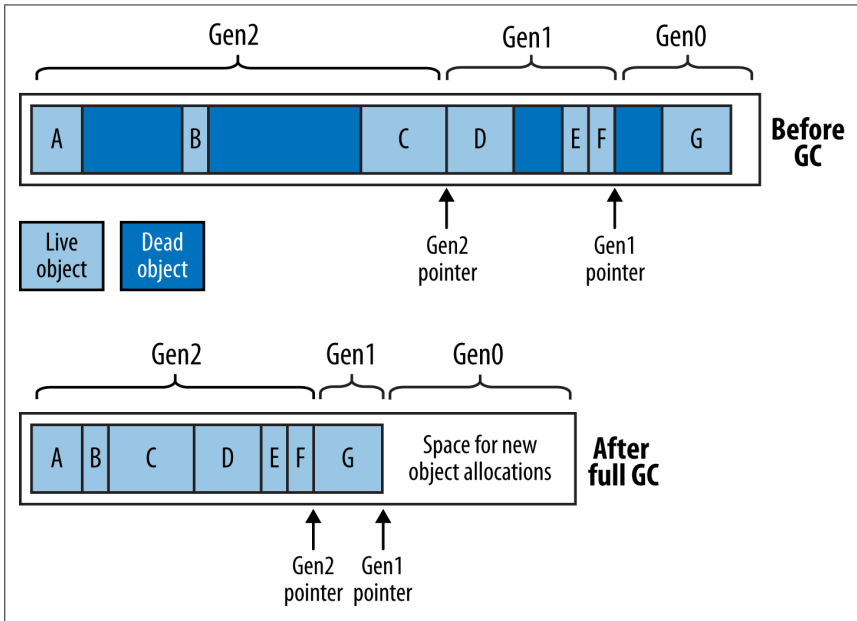 Gen2
Gen1
Gen0
A
B
C
D
E
F
G
Before
GC
Gen2
pointer
Gen1
pointer
Live
object
Dead
object
Gen2
Gen1
Gen0
A
B
C
D
E
F
G
Space for new
object allocations
After
full GC
Gen2
pointer
Gen1
pointer